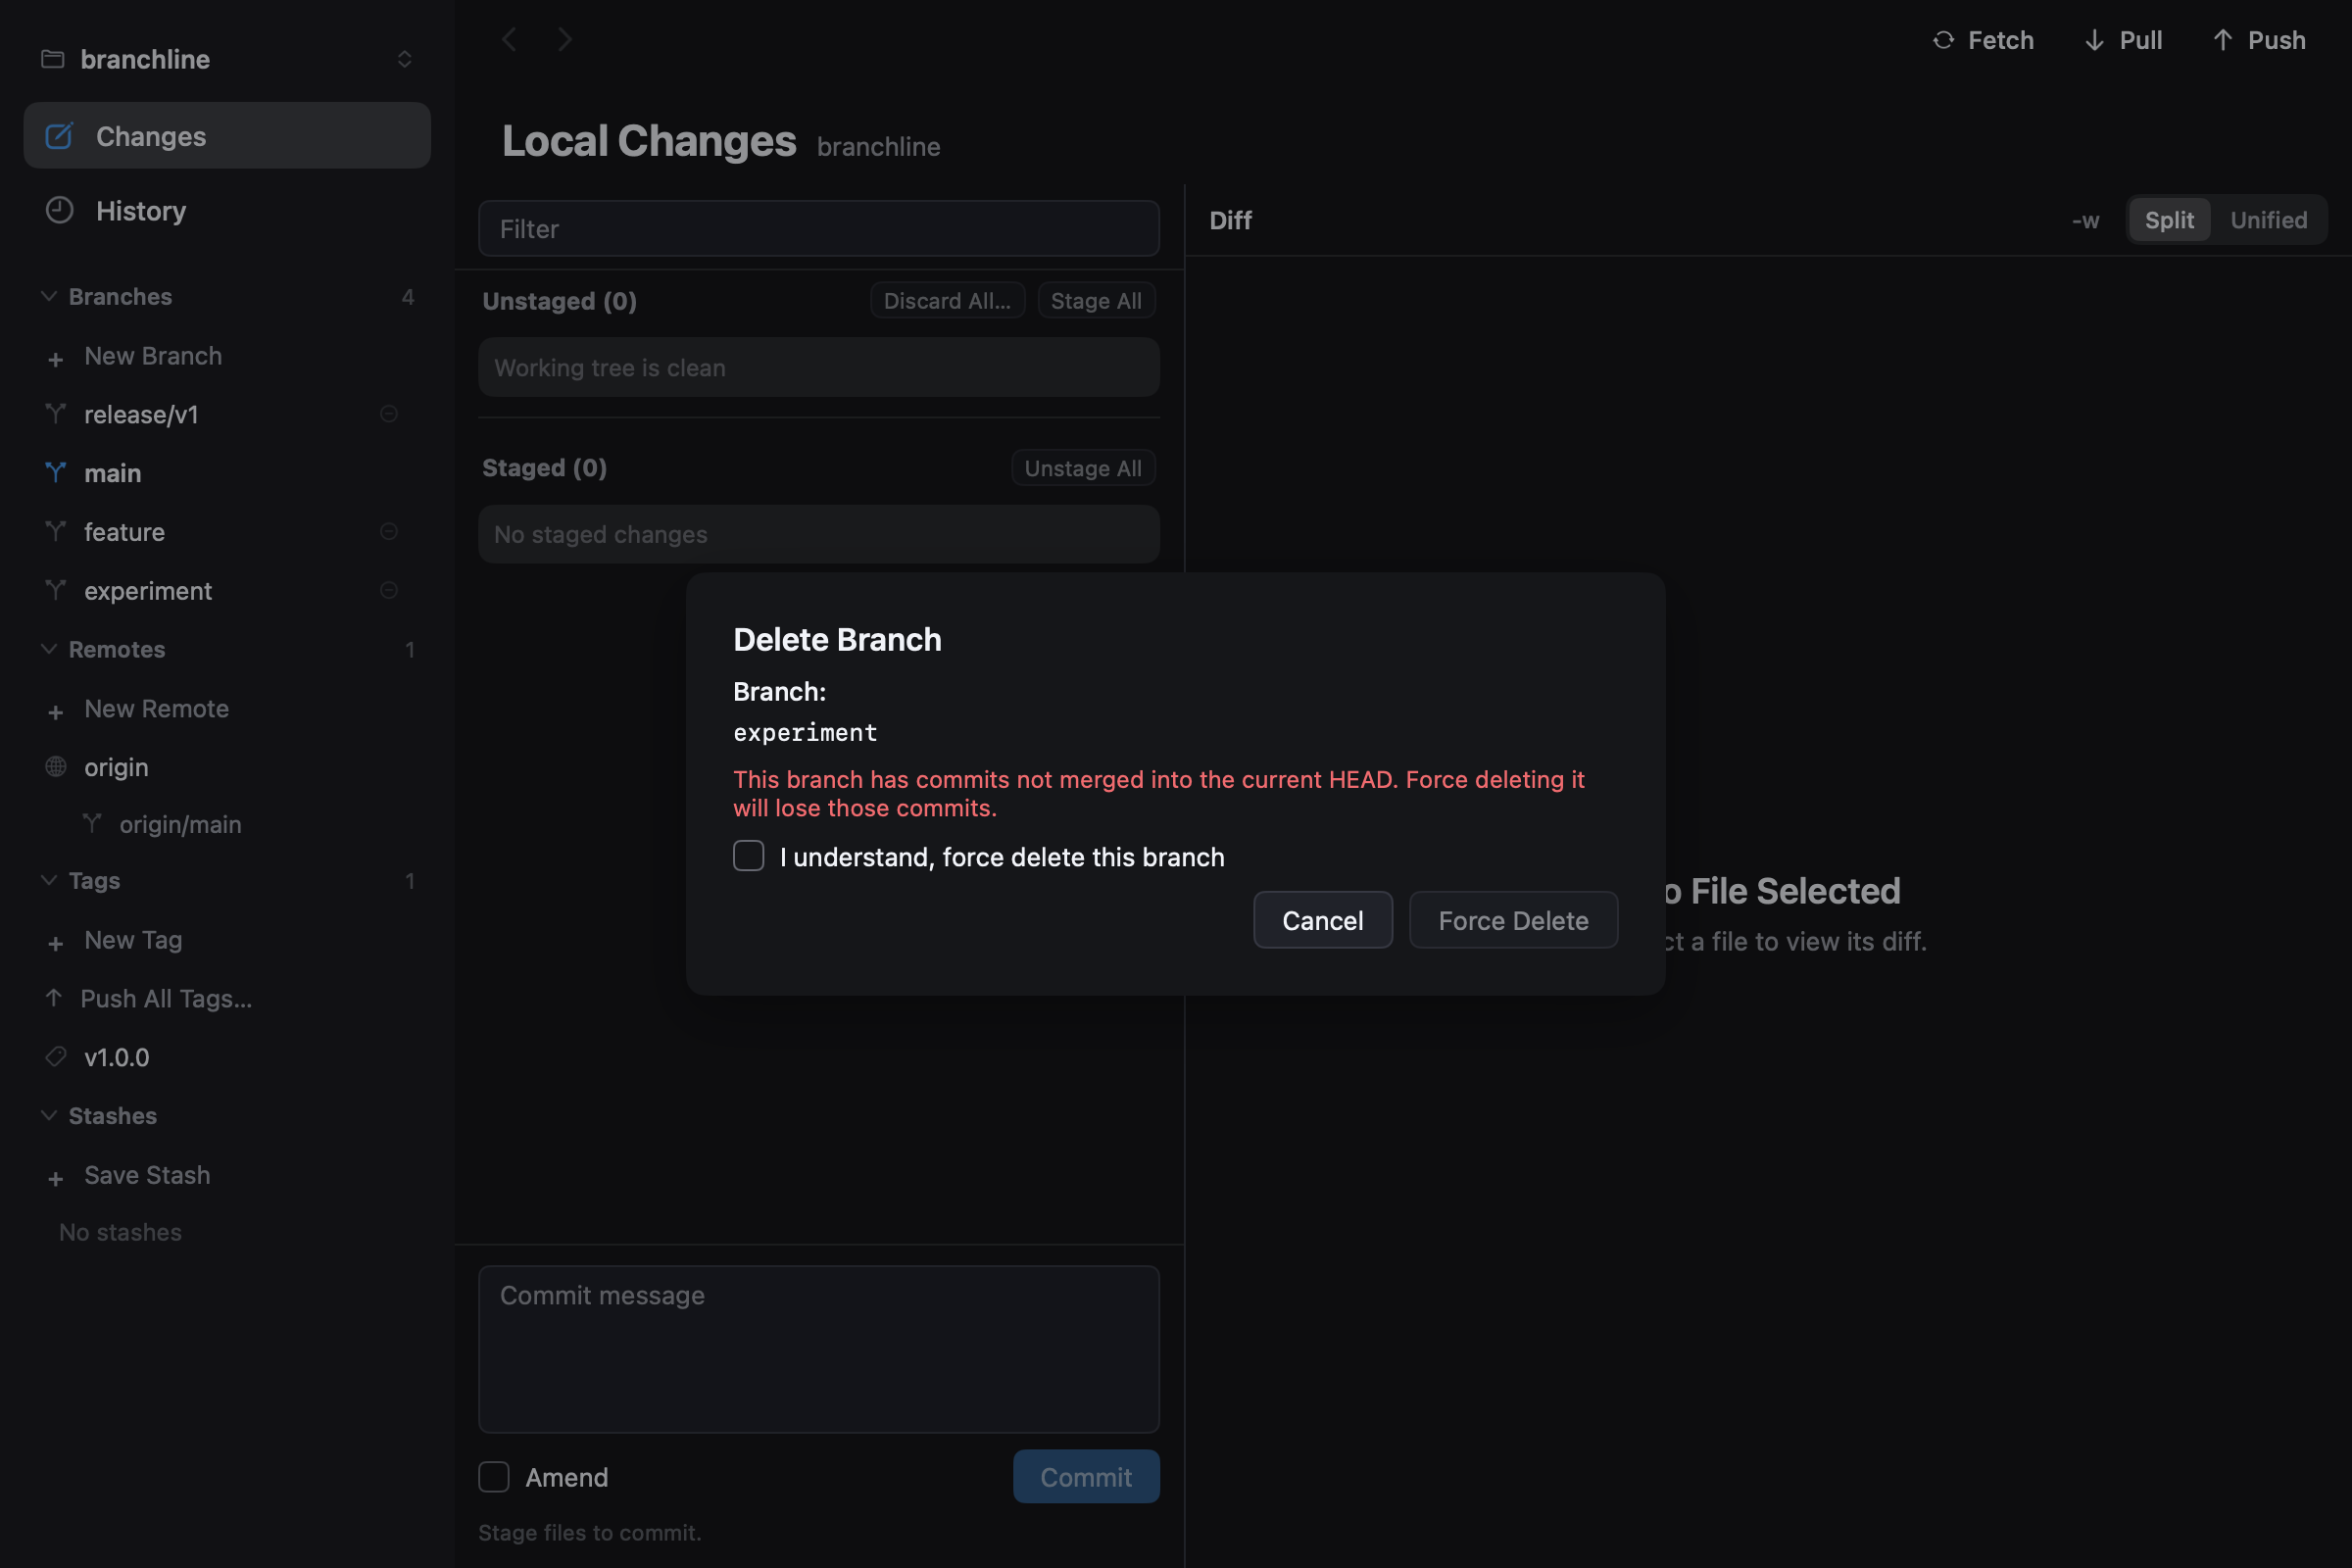 branchline
Changes
History
Branches 4
New Branch
release/v1
main
feature
experiment
Remotes 1
New Remote
origin
origin/main
Tags 1
New Tag
Push All Tags...
v1.0.0
Stashes
Save Stash
No stashes
Fetch Pull Push
Local Changes branchline
Filter
Unstaged (0) Discard All... Stage All
Working tree is clean
Staged (0) Unstage All
No staged changes
Diff -w Split Unified
Delete Branch
Branch:
experiment
This branch has commits not merged into the current HEAD. Force deleting it
will lose those commits.
I understand, force delete this branch
Cancel Force Delete
File Selected
a file to view its diff.
Commit message
Amend Commit
Stage files to commit.